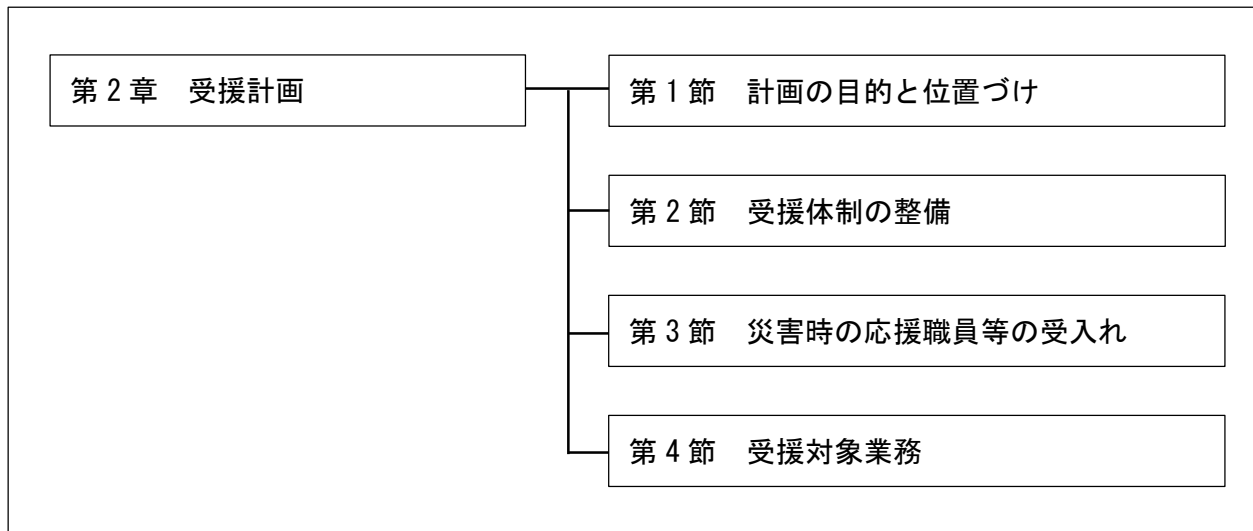 第2章　受援計画
第1節　計画の目的と位置づけ
第2節　受援体制の整備
第3節　災害時の応援職員等の受入れ
第4節　受援対象業務